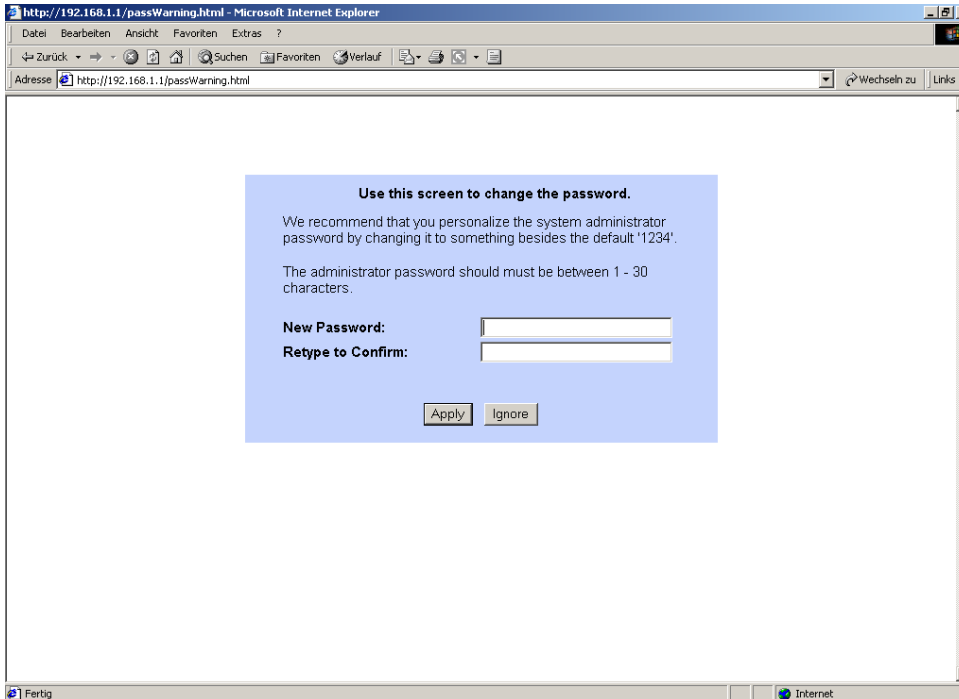 http://192.168.1.1/passWarning.html - Microsoft Internet Explorer
Datei Bearbeiten Ansicht Favoriten Extras ?
Zurück Suchen Favoriten Verlauf
Adresse http://192.168.1.1/passWarning.html Wechseln zu Links
Use this screen to change the password.
We recommend that you personalize the system administrator
password by changing it to something besides the default '1234'.
The administrator password should must be between 1 - 30
characters.
New Password:
Retype to Confirm:
Apply Ignore
Fertig Internet